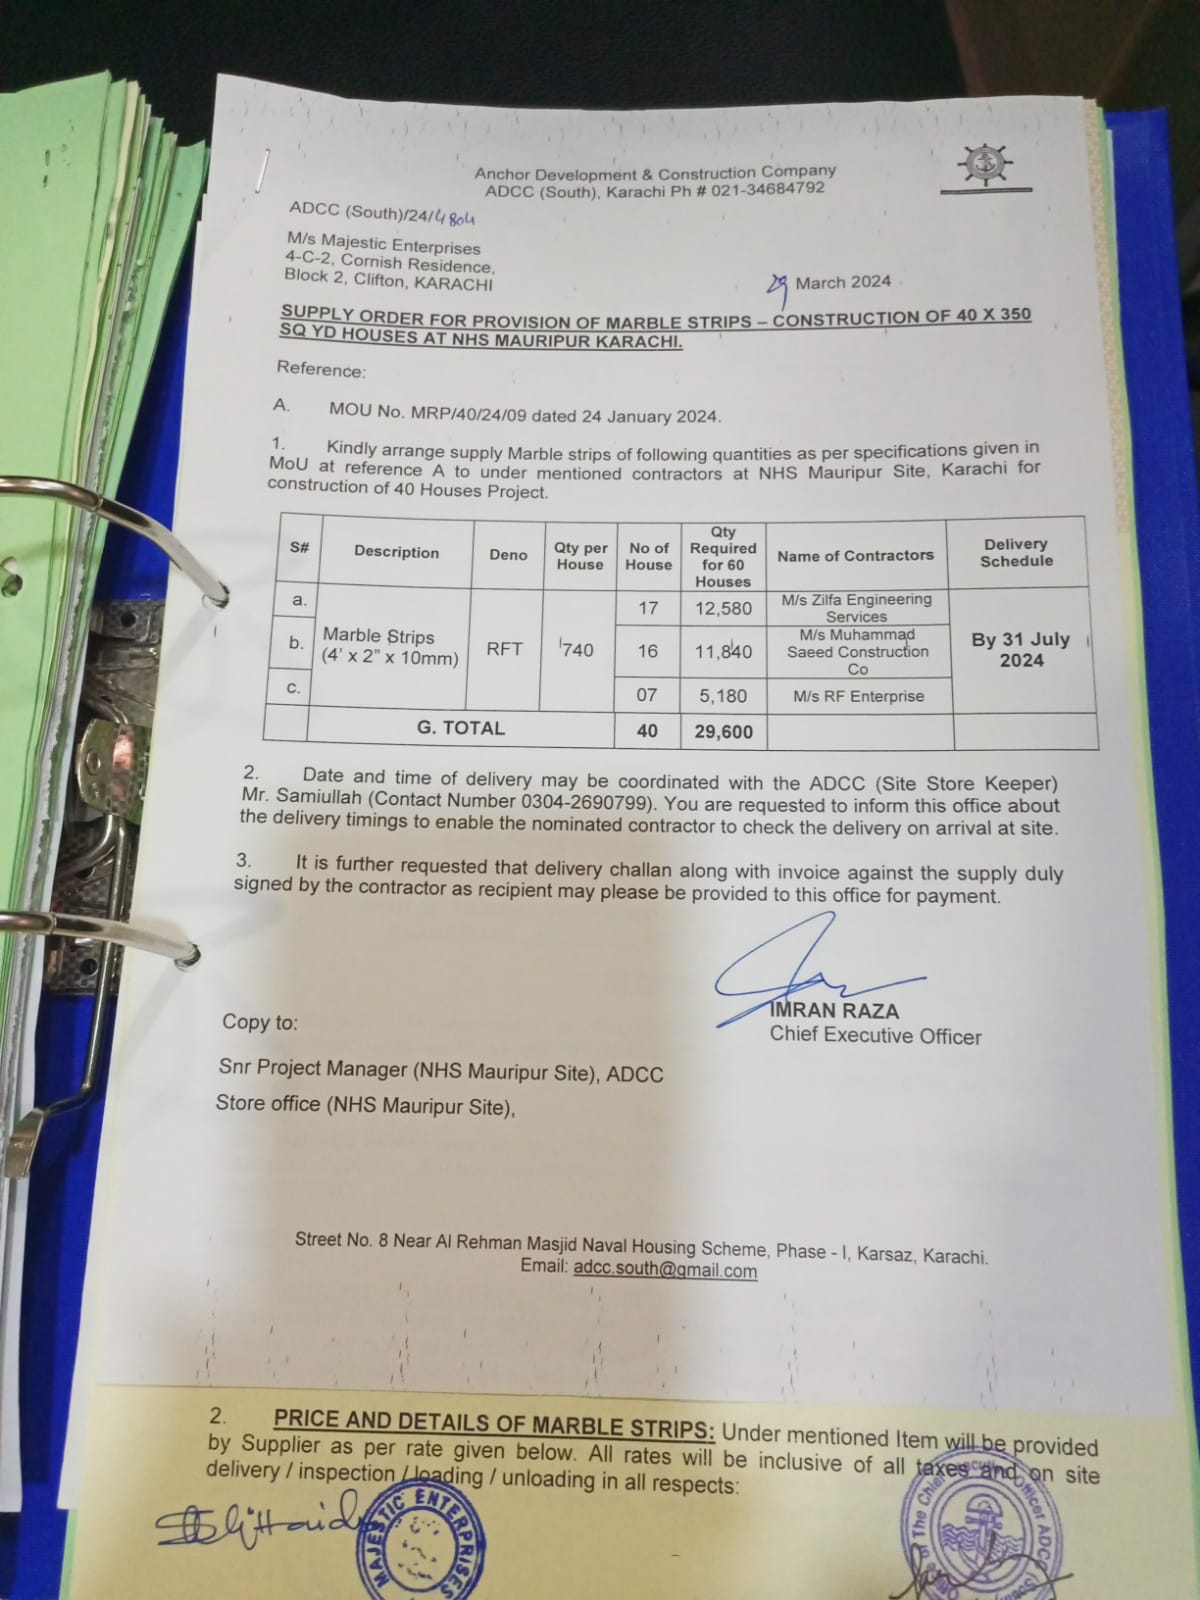 Anchor Development & Construction Company
ADCC (South), Karachi Ph # 021-34684792
ADCC (South)/24/4804
M/s Majestic Enterprises
4-C-2, Cornish Residence,
Block 2, Clifton, KARACHI
29 March 2024
SUPPLY ORDER FOR PROVISION OF MARBLE STRIPS – CONSTRUCTION OF 40 X 350
SQ YD HOUSES AT NHS MAURIPUR KARACHI.
Reference:
A. MOU No. MRP/40/24/09 dated 24 January 2024.
1. Kindly arrange supply Marble strips of following quantities as per specifications given in
MoU at reference A to under mentioned contractors at NHS Mauripur Site, Karachi for
construction of 40 Houses Project.
S# Description Deno Qty per House No of House Qty Required for 60 Houses Name of Contractors Delivery Schedule
a. Marble Strips (4' x 2" x 10mm) RFT 740 17 12,580 M/s Zilfa Engineering Services By 31 July 2024
b. 16 11,840 M/s Muhammad Saeed Construction Co
c. 07 5,180 M/s RF Enterprise
G. TOTAL 40 29,600
2. Date and time of delivery may be coordinated with the ADCC (Site Store Keeper)
Mr. Samiullah (Contact Number 0304-2690799). You are requested to inform this office about
the delivery timings to enable the nominated contractor to check the delivery on arrival at site.
3. It is further requested that delivery challan along with invoice against the supply duly
signed by the contractor as recipient may please be provided to this office for payment.
IMRAN RAZA
Chief Executive Officer
Copy to:
Snr Project Manager (NHS Mauripur Site), ADCC
Store office (NHS Mauripur Site),
Street No. 8 Near Al Rehman Masjid Naval Housing Scheme, Phase - I, Karsaz, Karachi.
Email: adcc.south@gmail.com
2. PRICE AND DETAILS OF MARBLE STRIPS: Under mentioned Item will be provided
by Supplier as per rate given below. All rates will be inclusive of all taxes and on site
delivery / inspection / loading / unloading in all respects:
MAJESTIC ENTERPRISES
The Chief Executive Officer ADCC